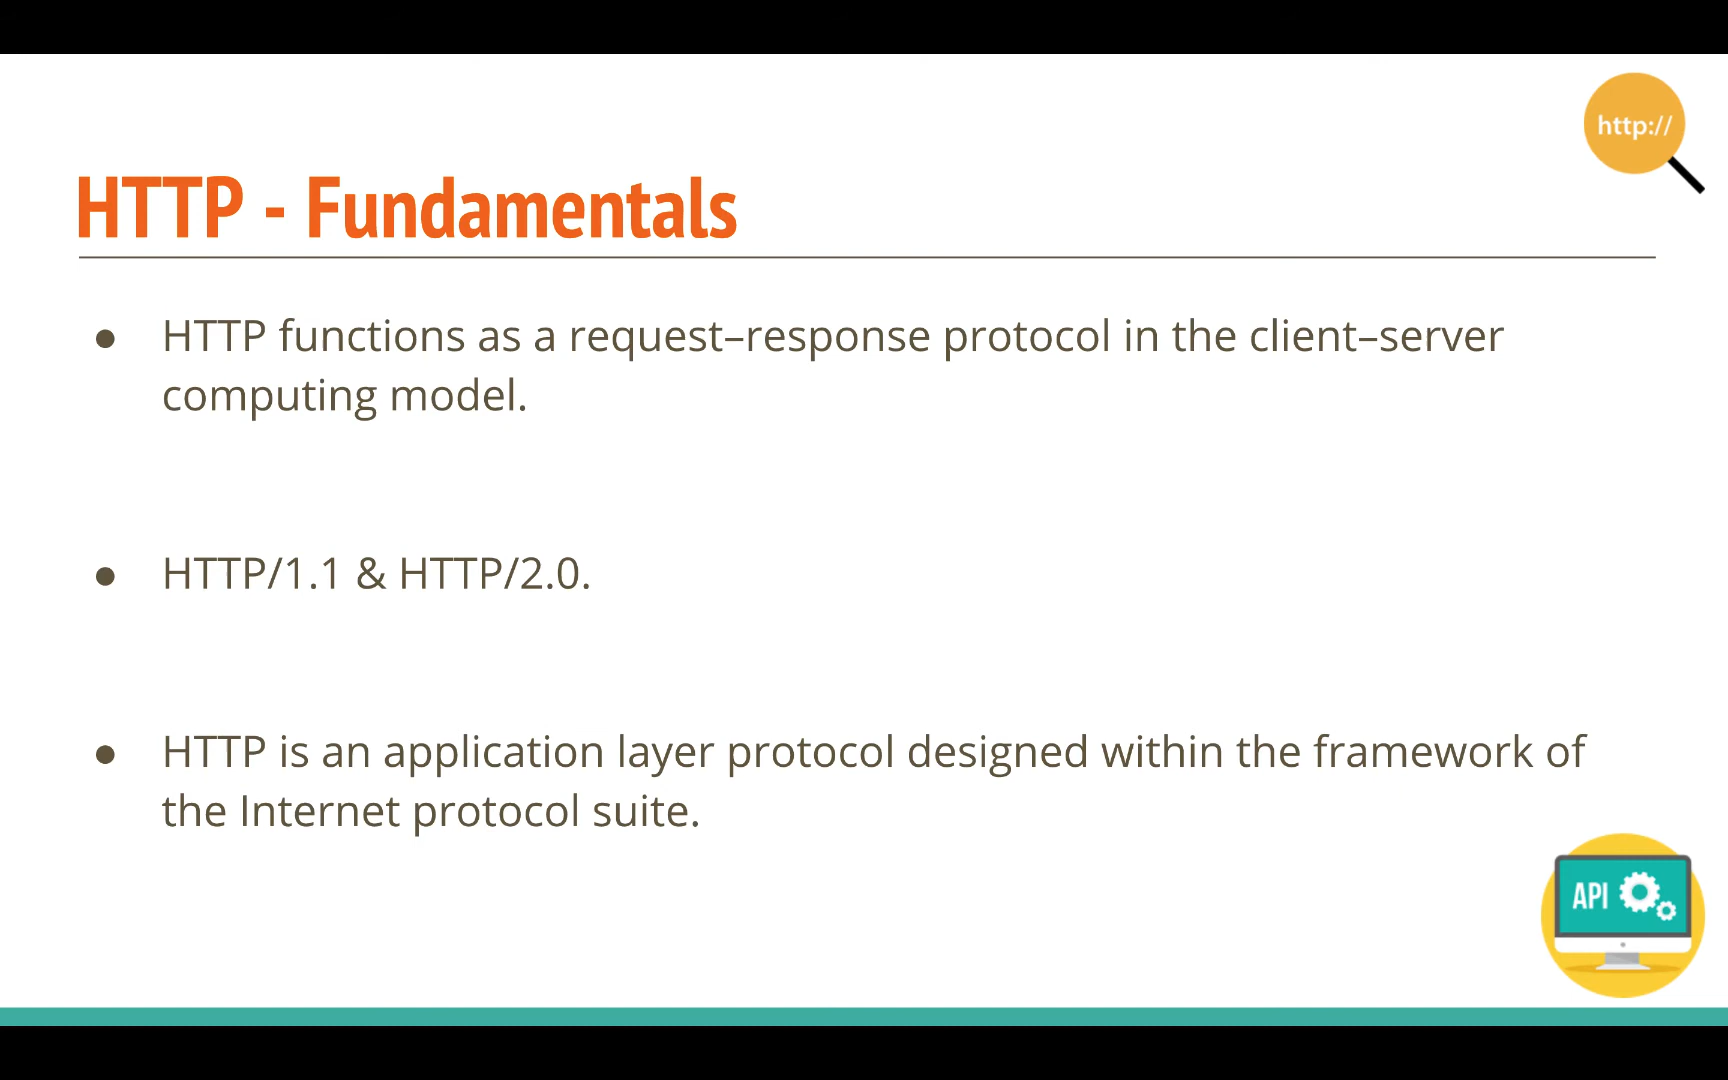 http://
HTTP - Fundamentals
● HTTP functions as a request–response protocol in the client–server
computing model.
● HTTP/1.1 & HTTP/2.0.
● HTTP is an application layer protocol designed within the framework of
the Internet protocol suite.
API